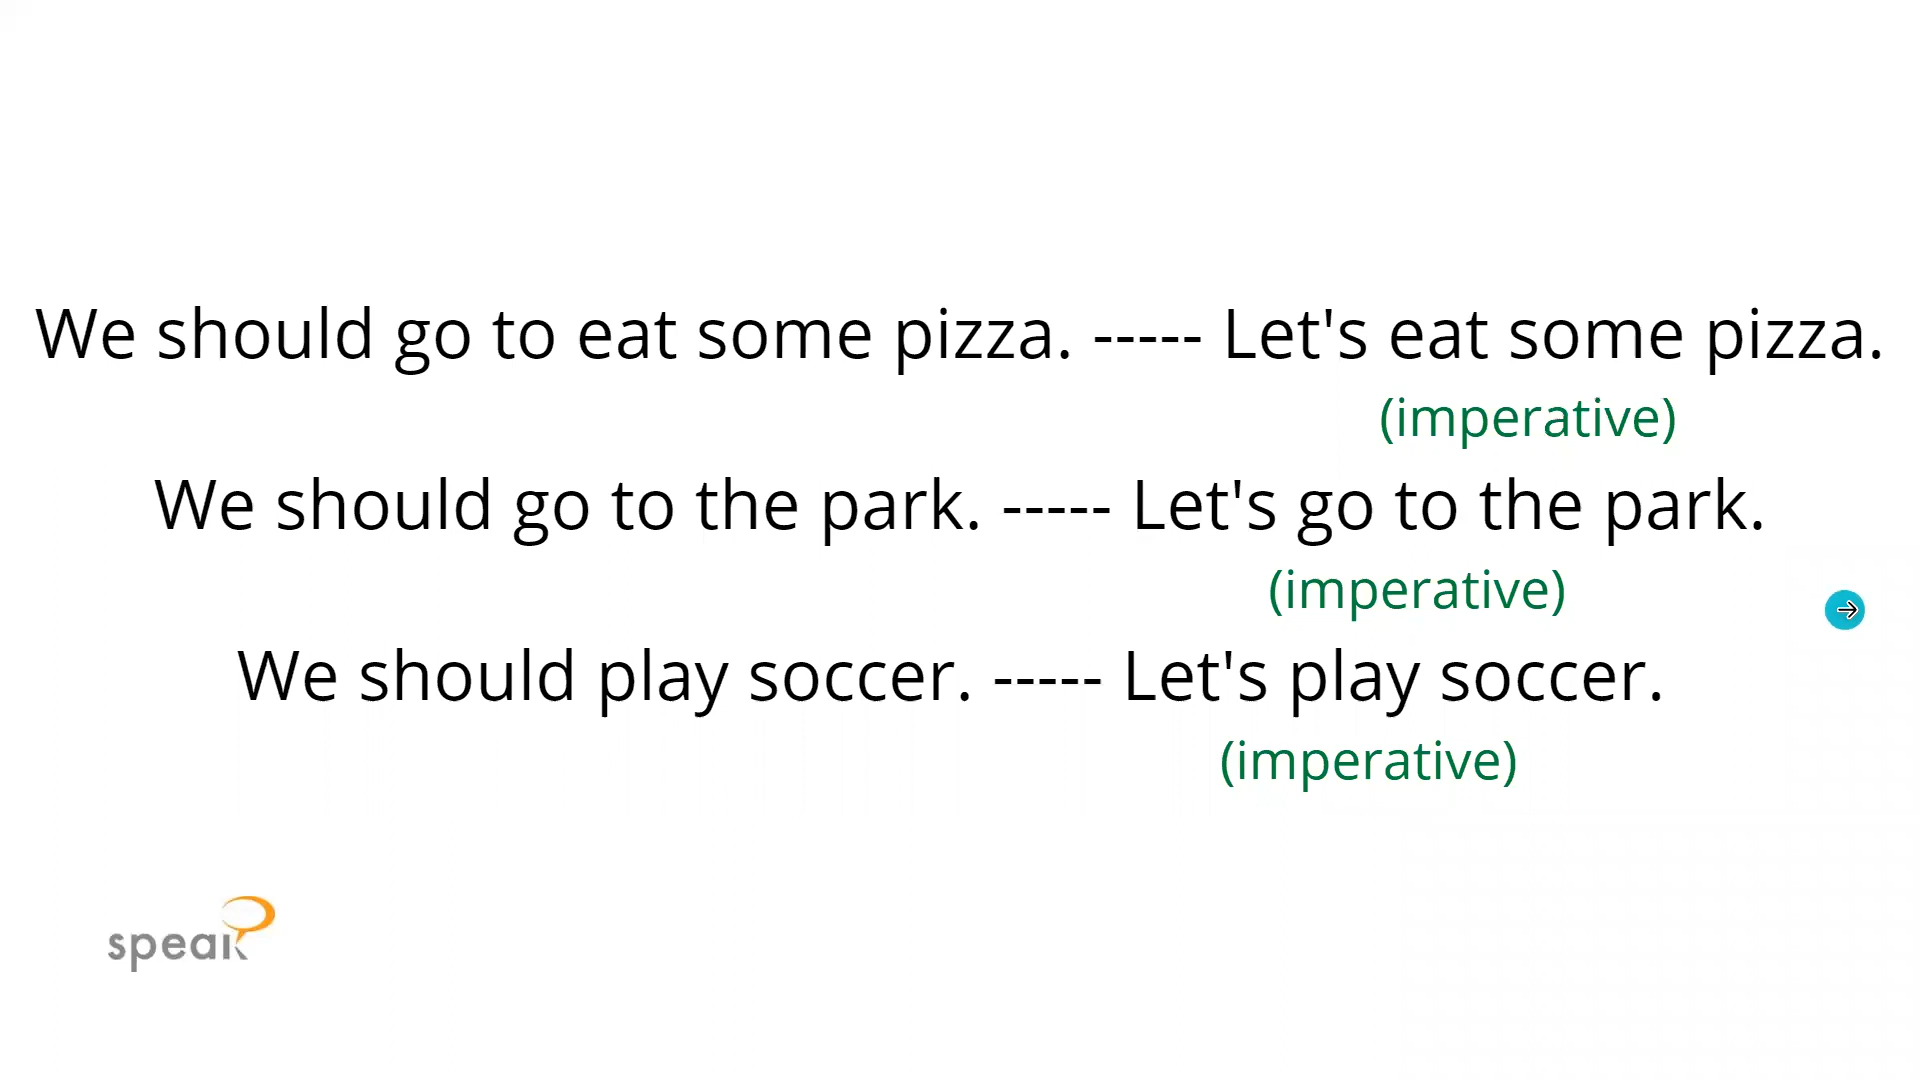 We should go to eat some pizza. ----- Let's eat some pizza.
(imperative)
We should go to the park. ----- Let's go to the park.
(imperative)
We should play soccer. ----- Let's play soccer.
(imperative)
speak